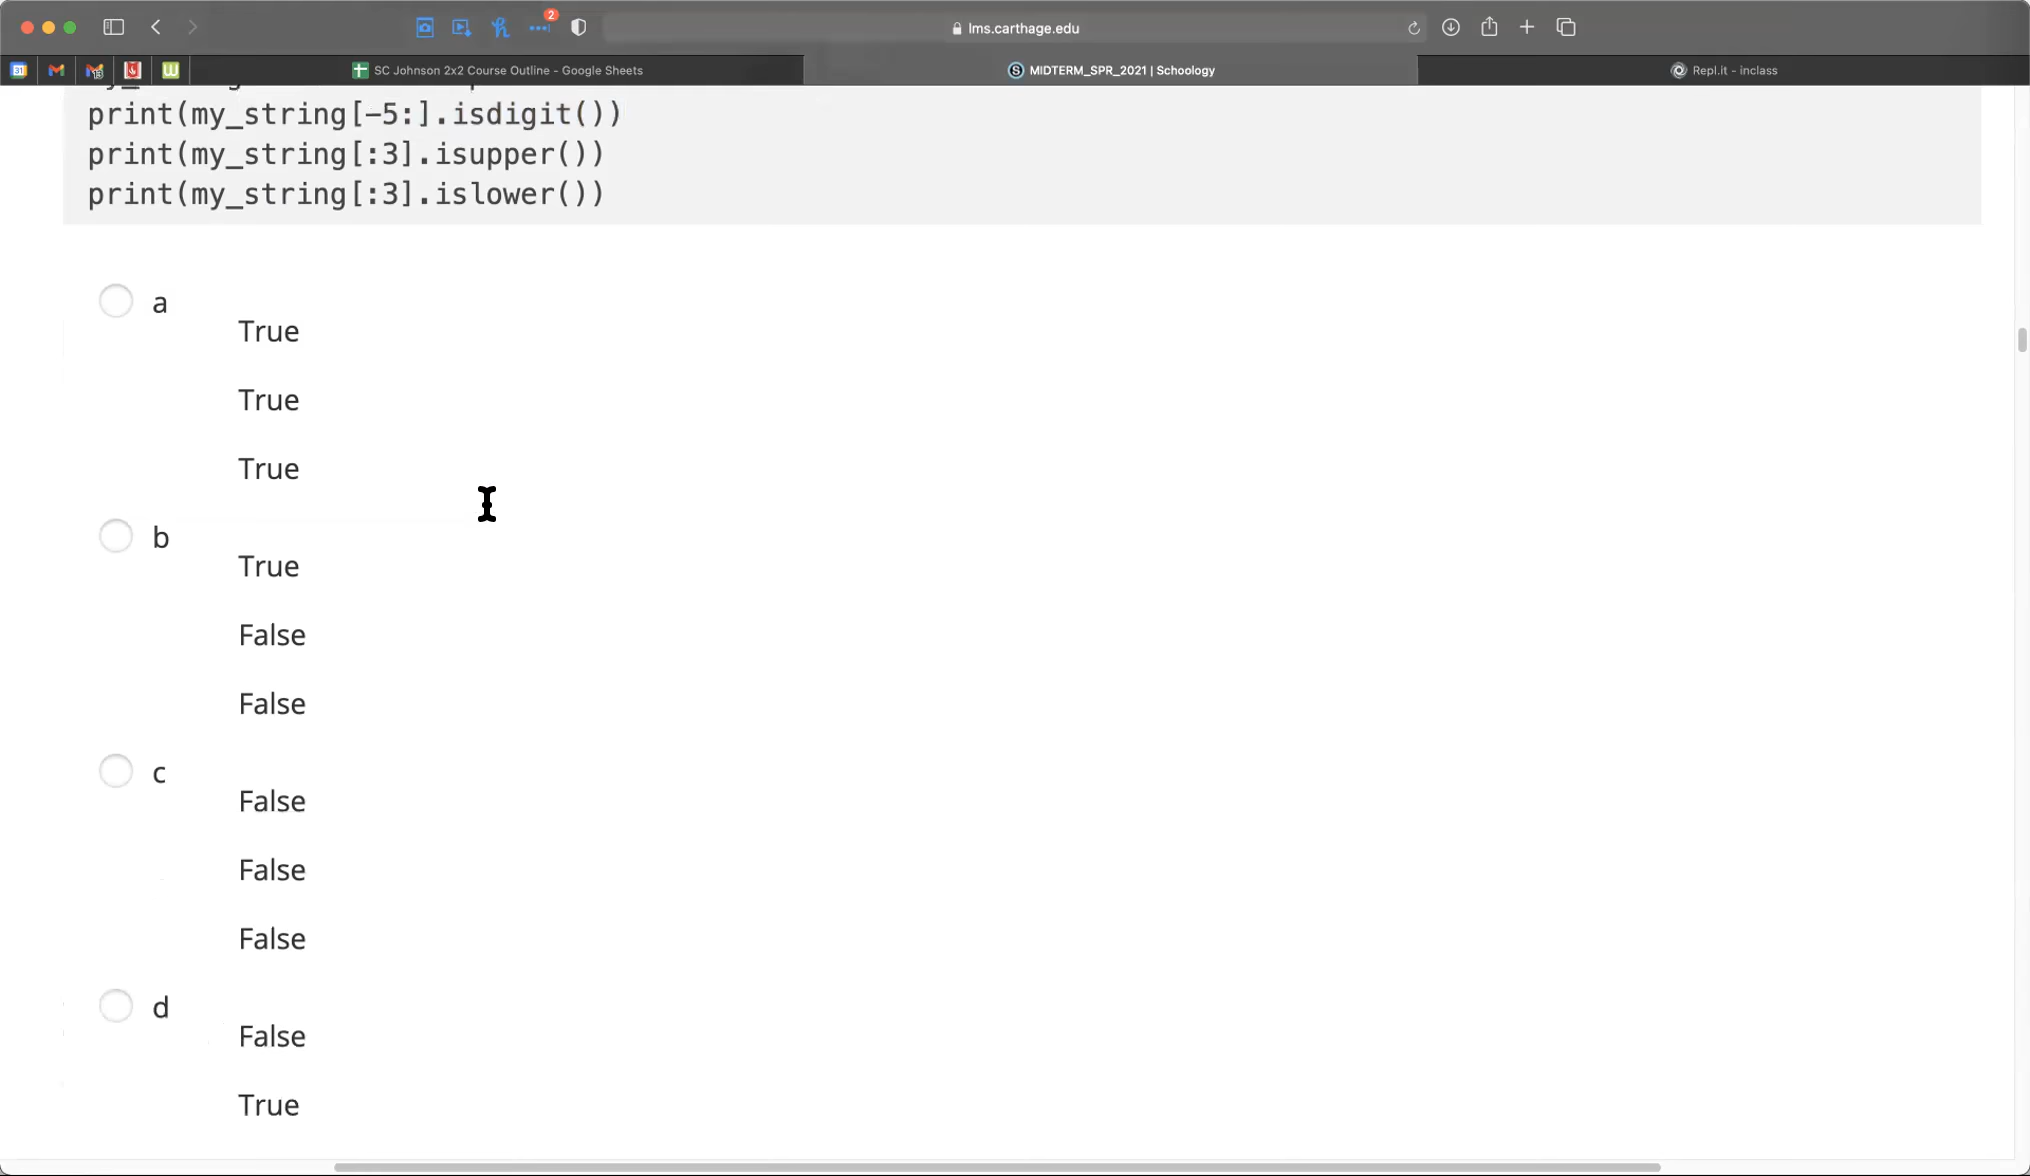 lms.carthage.edu
2
31
SC Johnson 2x2 Course Outline - Google Sheets
MIDTERM_SPR_2021 | Schoology
Repl.it - inclass
print(my_string[-5:].isdigit())
print(my_string[:3].isupper())
print(my_string[:3].islower())
a
True
True
True
b
True
False
False
c
False
False
False
d
False
True